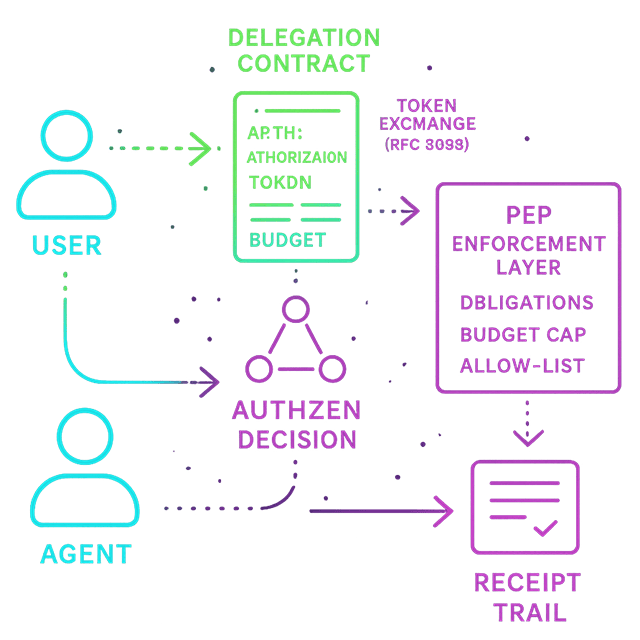 DELEGATION
CONTRACT
TOKEN
EXCMANGE
(RFC 3099)
AP.TH:
ATHORIZAION
TOKDN
BUDGET
USER
PEP
ENFORCEMENT
LAYER
DBLIGATIONS
BUDGET CAP
ALLOW-LIST
AUTHZEN
DECISION
AGENT
RECEIPT
TRAIL